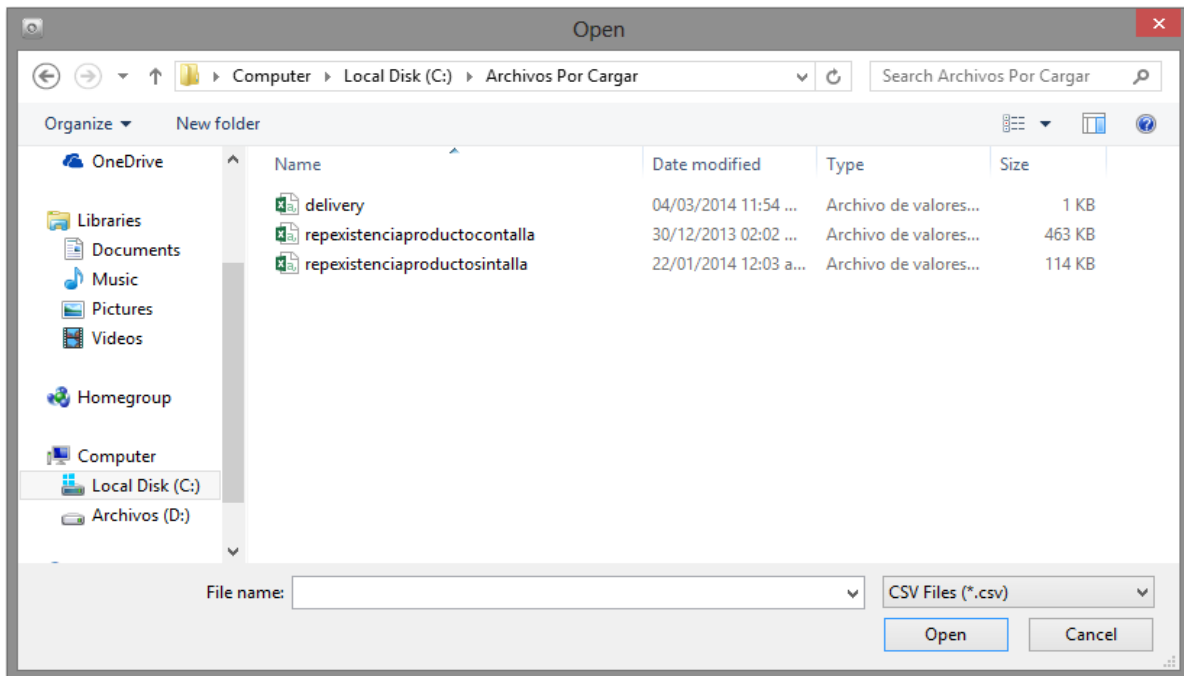 Open
Computer Local Disk (C:) Archivos Por Cargar Search Archivos Por Cargar
Organize New folder
OneDrive
Libraries
Documents
Music
Pictures
Videos
Homegroup
Computer
Local Disk (C:)
Archivos (D:)
Name Date modified Type Size
delivery 04/03/2014 11:54 ... Archivo de valores... 1 KB
repexistenciaproductocontalla 30/12/2013 02:02 ... Archivo de valores... 463 KB
repexistenciaproductosintalla 22/01/2014 12:03 a... Archivo de valores... 114 KB
File name: CSV Files (*.csv)
Open Cancel